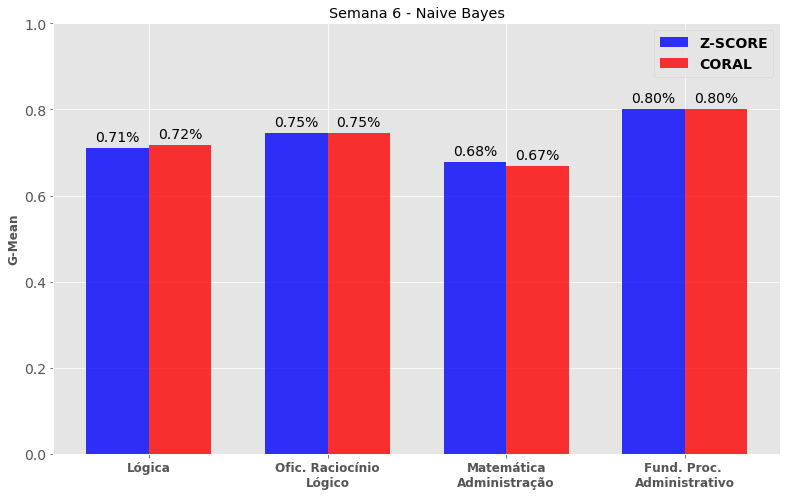 Semana 6 - Naive Bayes
Z-SCORE
CORAL
G-Mean
1.0
0.8
0.6
0.4
0.2
0.0
0.71%
0.72%
0.75%
0.75%
0.68%
0.67%
0.80%
0.80%
Lógica
Ofic. Raciocínio
Lógico
Matemática
Administração
Fund. Proc.
Administrativo